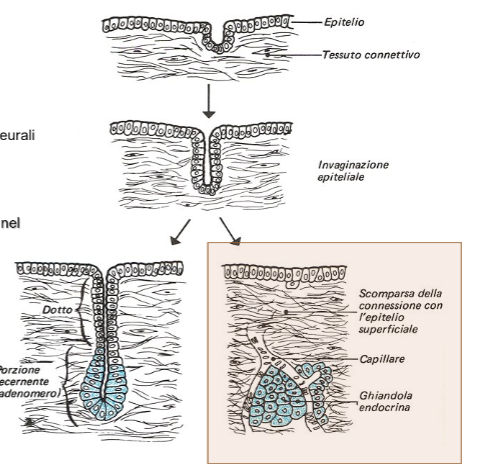 Epitelio
Tessuto connettivo
eurali
Invaginazione
epiteliale
nel
Dotto
Porzione
ecernente
adenomero)
Scomparsa della
connessione con
l'epitelio
superficiale
Capillare
Ghiandola
endocrina